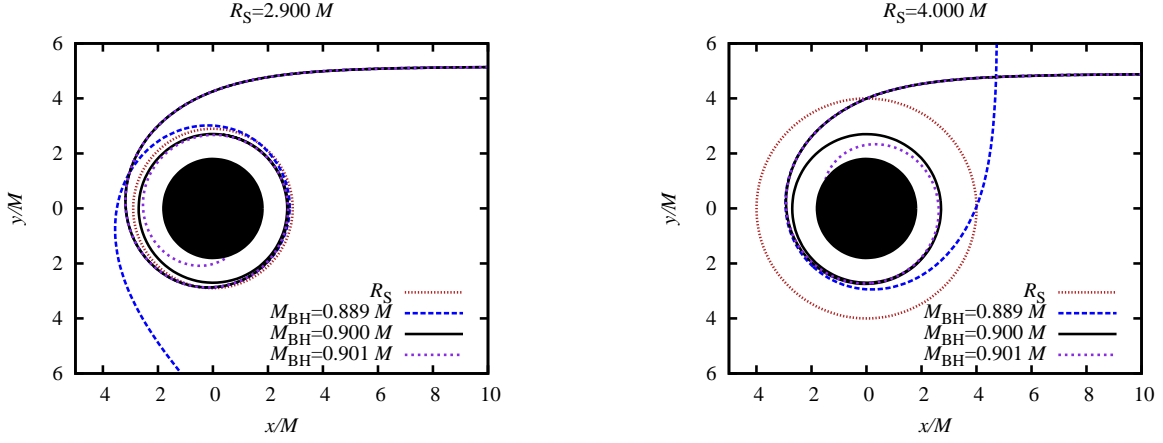 R_S=2.900 M
6
4
2
0
2
4
6
4 2 0 2 4 6 8 10
y/M
x/M
R_S
M_BH=0.889 M
M_BH=0.900 M
M_BH=0.901 M
R_S=4.000 M
6
4
2
0
2
4
6
4 2 0 2 4 6 8 10
y/M
x/M
R_S
M_BH=0.889 M
M_BH=0.900 M
M_BH=0.901 M